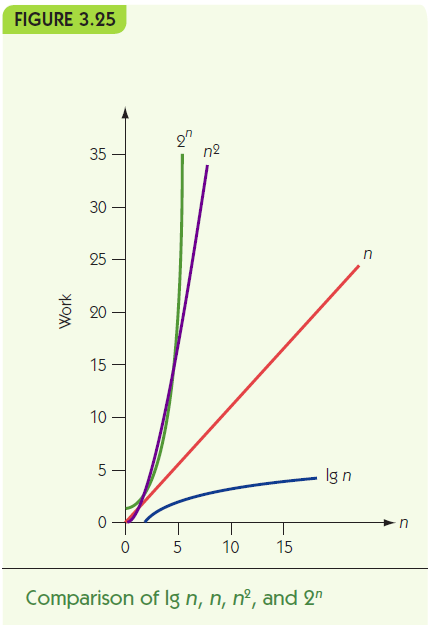 FIGURE 3.25
2ⁿ
n²
35
30
n
25
Work
20
15
10
lg n
5
0
n
0 5 10 15
Comparison of lg n, n, n², and 2ⁿ